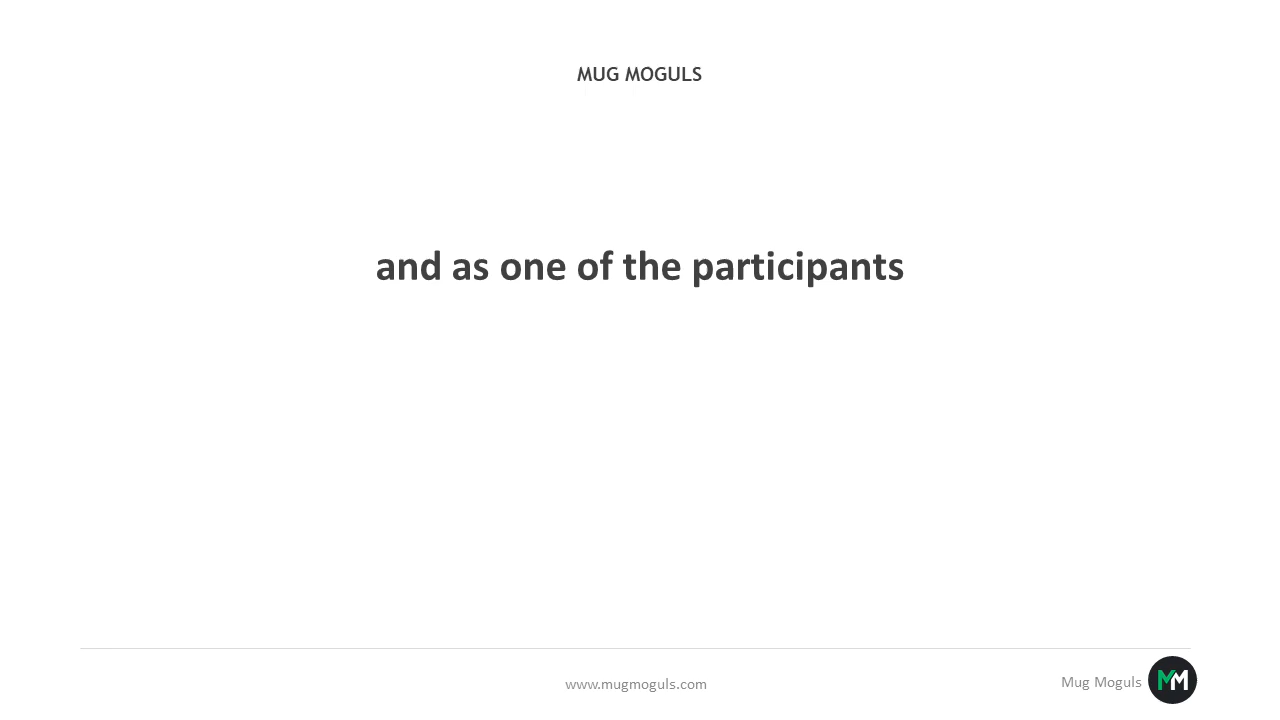 MUG MOGULS
and as one of the participants
www.mugmoguls.com
Mug Moguls
MM